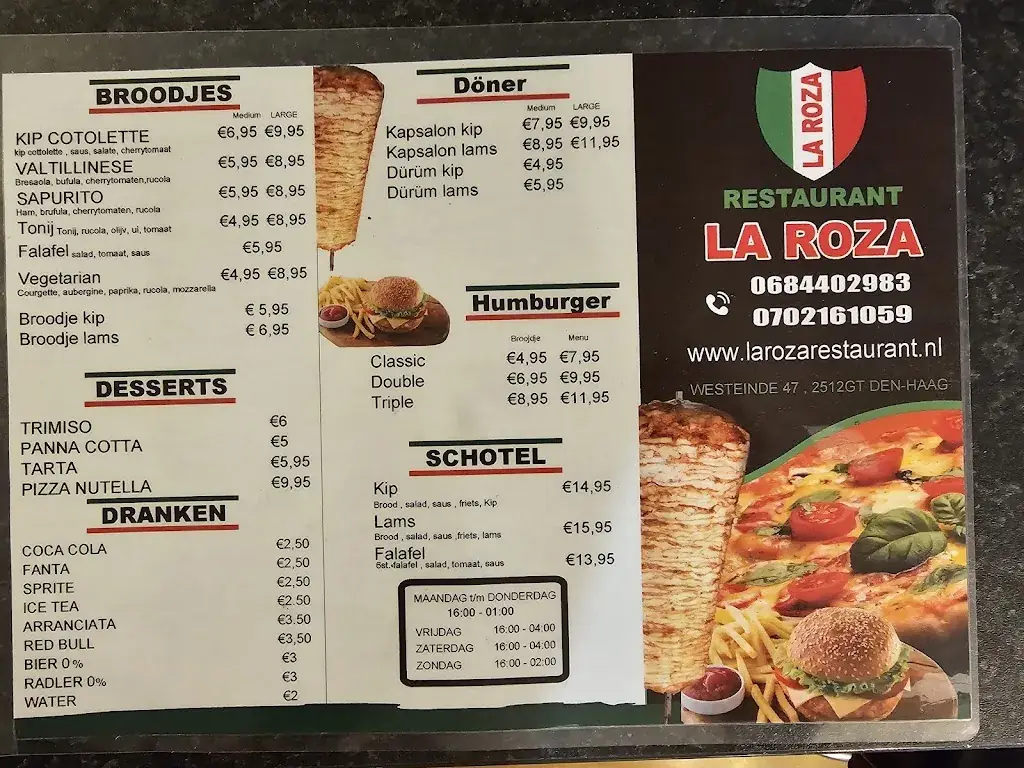 BROODJES
Medium LARGE
KIP COTOLETTE €6,95 €9,95
kip cottolette , saus, salate, cherrytomaat
VALTILLINESE €5,95 €8,95
Bresaola, bufula, cherrytomaten,rucola
SAPURITO €5,95 €8,95
Ham, brufula, cherrytomaten, rucola
Tonij Tonij, rucola, olijv, ui, tomaat €4,95 €8,95
Falafel salad, tomaat, saus €5,95
Vegetarian €4,95 €8,95
Courgette, aubergine, paprika, rucola, mozzarella
Broodje kip € 5,95
Broodje lams € 6,95
DESSERTS
TRIMISO €6
PANNA COTTA €5
TARTA €5,95
PIZZA NUTELLA €9,95
DRANKEN
COCA COLA €2,50
FANTA €2,50
SPRITE €2,50
ICE TEA €2.50
ARRANCIATA €3.50
RED BULL €3,50
BIER 0% €3
RADLER 0% €3
WATER €2
Döner
Medium LARGE
Kapsalon kip €7,95 €9,95
Kapsalon lams €8,95 €11,95
Dürüm kip €4,95
Dürüm lams €5,95
Humburger
Broojdje Menu
Classic €4,95 €7,95
Double €6,95 €9,95
Triple €8,95 €11,95
SCHOTEL
Kip €14,95
Brood , salad, saus , friets, Kip
Lams €15,95
Brood , salad, saus ,friets, lams
Falafel €13,95
6st.falafel , salad, tomaat, saus
MAANDAG t/m DONDERDAG
16:00 - 01:00
VRIJDAG 16:00 - 04:00
ZATERDAG 16:00 - 04:00
ZONDAG 16:00 - 02:00
LA ROZA
RESTAURANT
LA ROZA
0684402983
0702161059
www.larozarestaurant.nl
WESTEINDE 47 , 2512GT DEN-HAAG